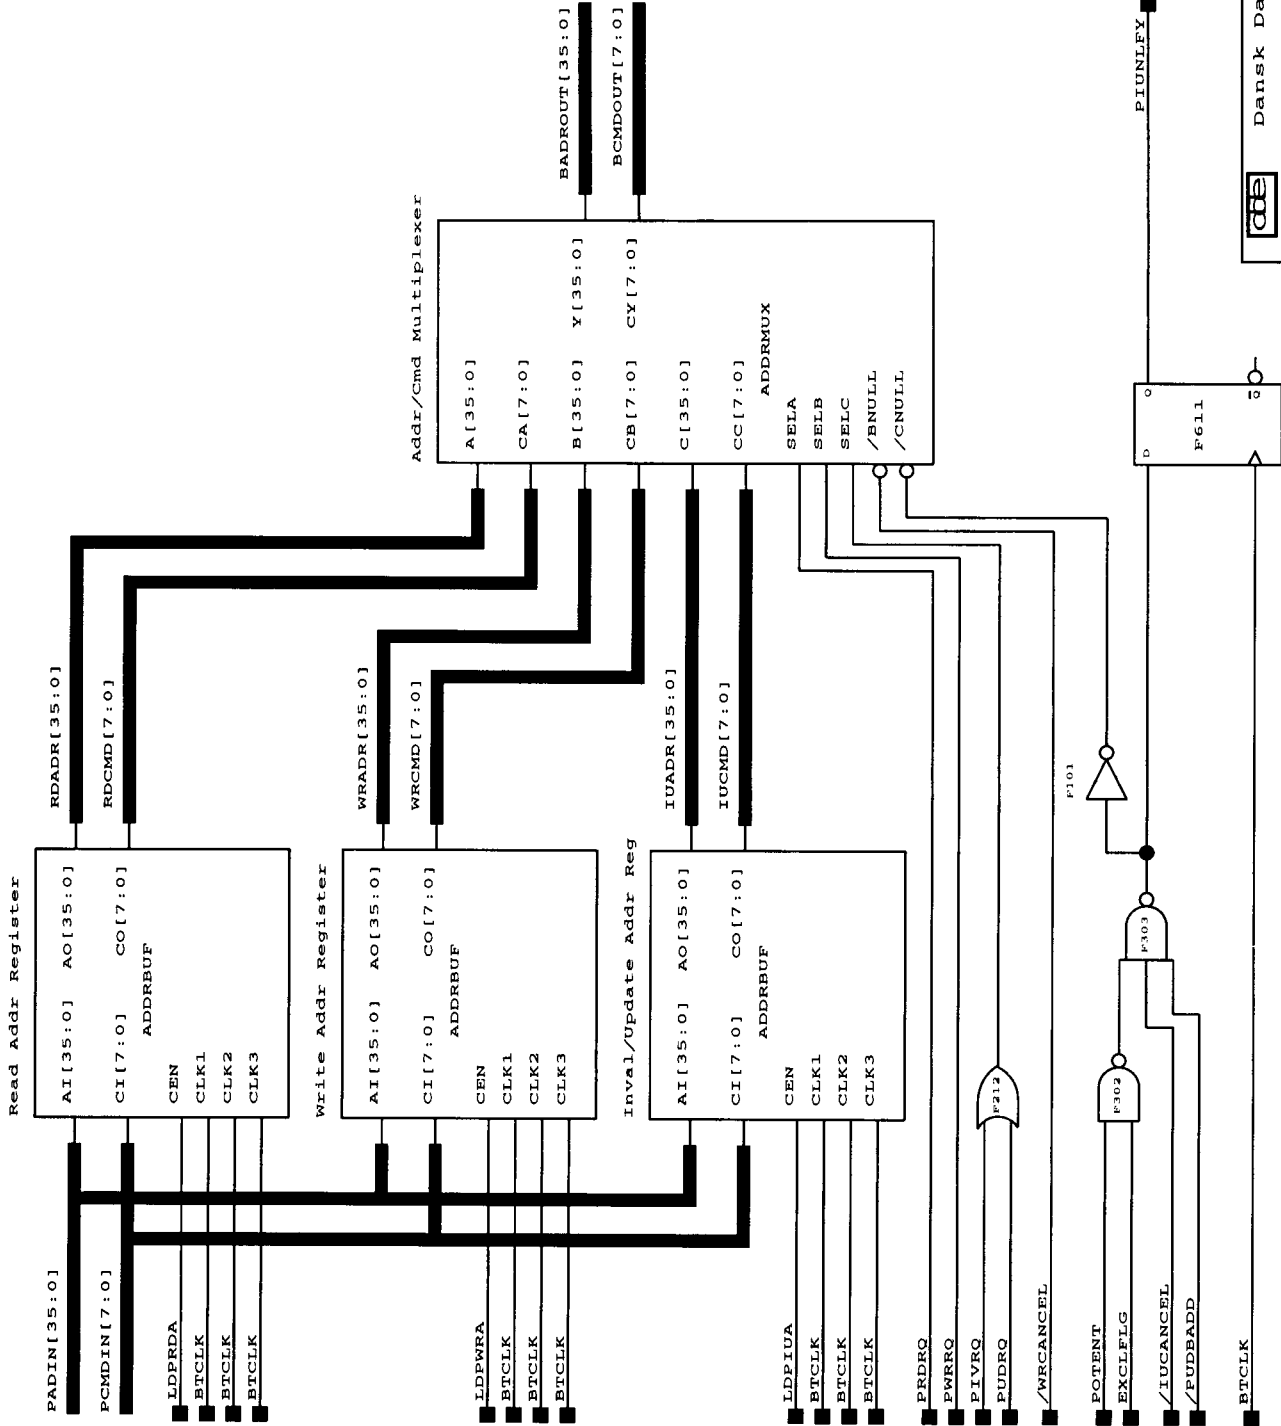 Read Addr Register
PADIN[35:0]
PCMDIN[7:0]
AI[35:0] AO[35:0]
CI[7:0] CO[7:0]
ADDRBUF
CEN
CLK1
CLK2
CLK3
LDPRDA
BTCLK
BTCLK
BTCLK
RDADR[35:0]
RDCMD[7:0]
Write Addr Register
AI[35:0] AO[35:0]
CI[7:0] CO[7:0]
ADDRBUF
CEN
CLK1
CLK2
CLK3
LDPWRA
BTCLK
BTCLK
BTCLK
WRADR[35:0]
WRCMD[7:0]
Inval/Update Addr Reg
AI[35:0] AO[35:0]
CI[7:0] CO[7:0]
ADDRBUF
CEN
CLK1
CLK2
CLK3
LDPIUA
BTCLK
BTCLK
BTCLK
IUADR[35:0]
IUCMD[7:0]
Addr/Cmd Multiplexer
A[35:0]
CA[7:0]
B[35:0] Y[35:0]
CB[7:0] CY[7:0]
C[35:0]
CC[7:0]
ADDRMUX
SELA
SELB
SELC
/BNULL
/CNULL
BADROUT[35:0]
BCMDOUT[7:0]
PRDRQ
PWRRQ
PIVRQ
PUDRQ
F212
/WRCANCEL
POTENT
EXCLFLG
F302
/IUCANCEL
/PUDBADD
F303
F101
BTCLK
D Q
F611
Q
PIUNLFY
dde Dansk Da